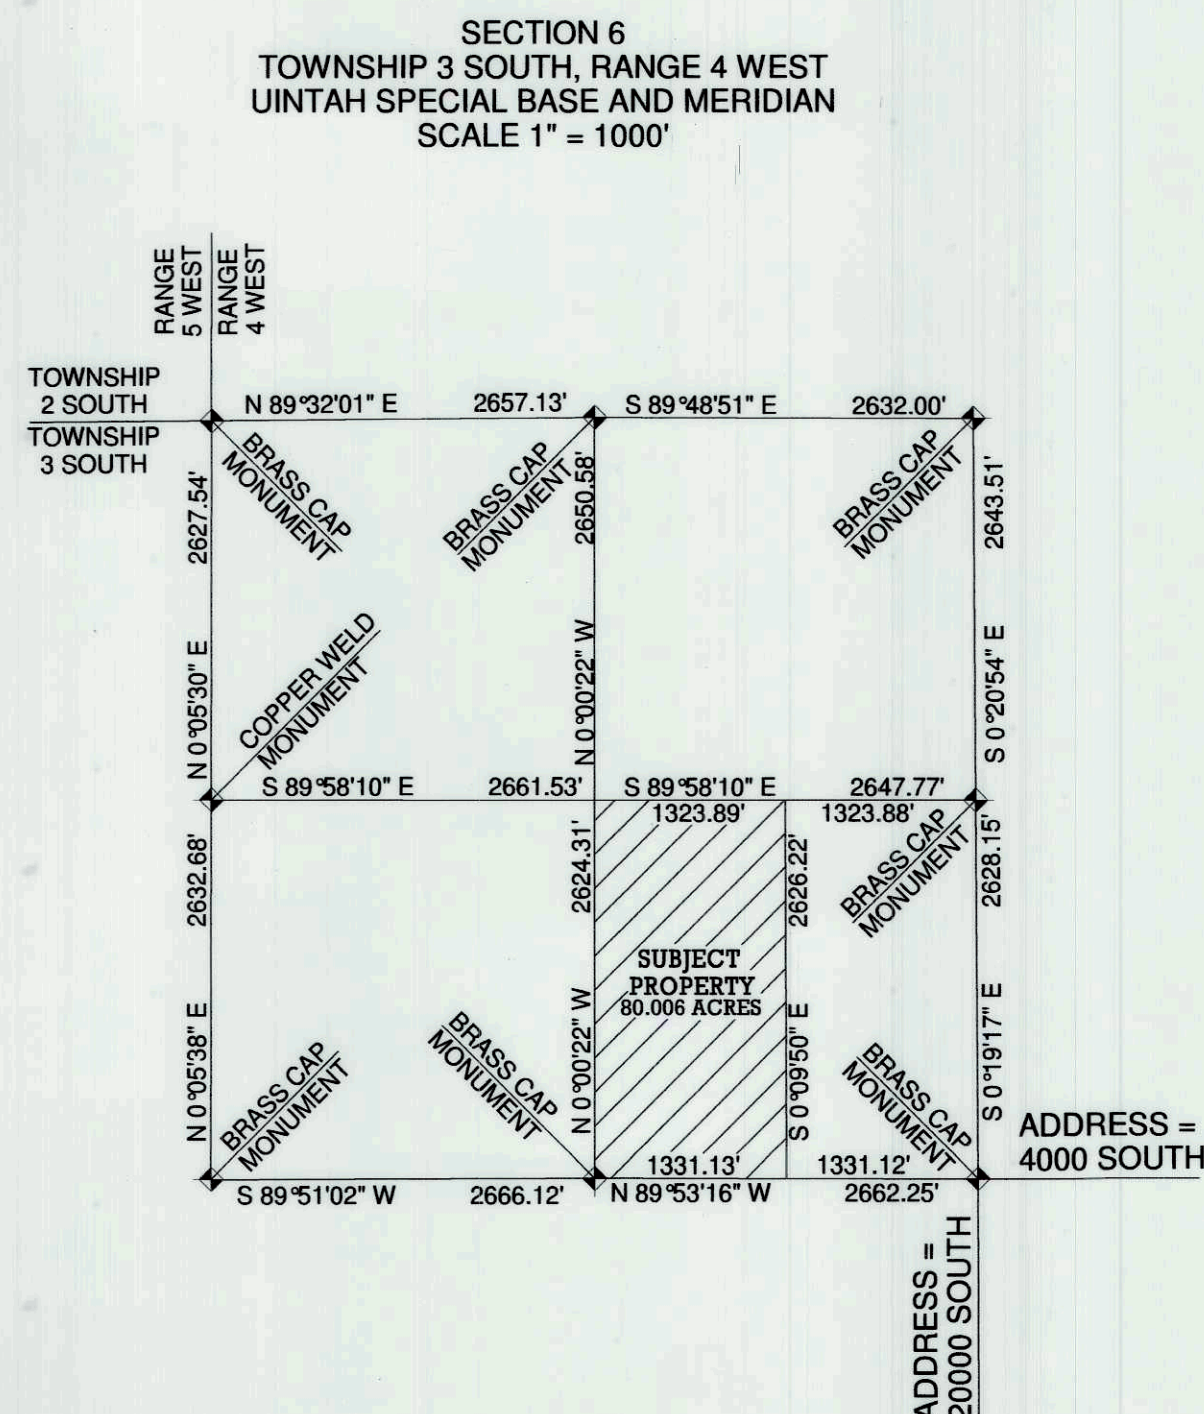 SECTION 6
TOWNSHIP 3 SOUTH, RANGE 4 WEST
UINTAH SPECIAL BASE AND MERIDIAN
SCALE 1" = 1000'
RANGE
5 WEST
RANGE
4 WEST
TOWNSHIP
2 SOUTH
TOWNSHIP
3 SOUTH
N 89°32'01" E
2657.13'
S 89°48'51" E
2632.00'
BRASS CAP
MONUMENT
BRASS CAP
MONUMENT
BRASS CAP
MONUMENT
2627.54'
N 0°05'30" E
2650.58'
N 0°00'22" W
2643.51'
S 0°20'54" E
COPPER WELD
MONUMENT
S 89°58'10" E
2661.53'
S 89°58'10" E
2647.77'
1323.89'
1323.88'
2632.68'
N 0°05'38" E
2624.31'
N 0°00'22" W
2626.22'
S 0°09'50" E
2628.15'
S 0°19'17" E
BRASS CAP
MONUMENT
SUBJECT
PROPERTY
80.006 ACRES
BRASS CAP
MONUMENT
BRASS CAP
MONUMENT
BRASS CAP
MONUMENT
ADDRESS =
4000 SOUTH
1331.13'
1331.12'
S 89°51'02" W
2666.12'
N 89°53'16" W
2662.25'
ADDRESS =
20000 SOUTH